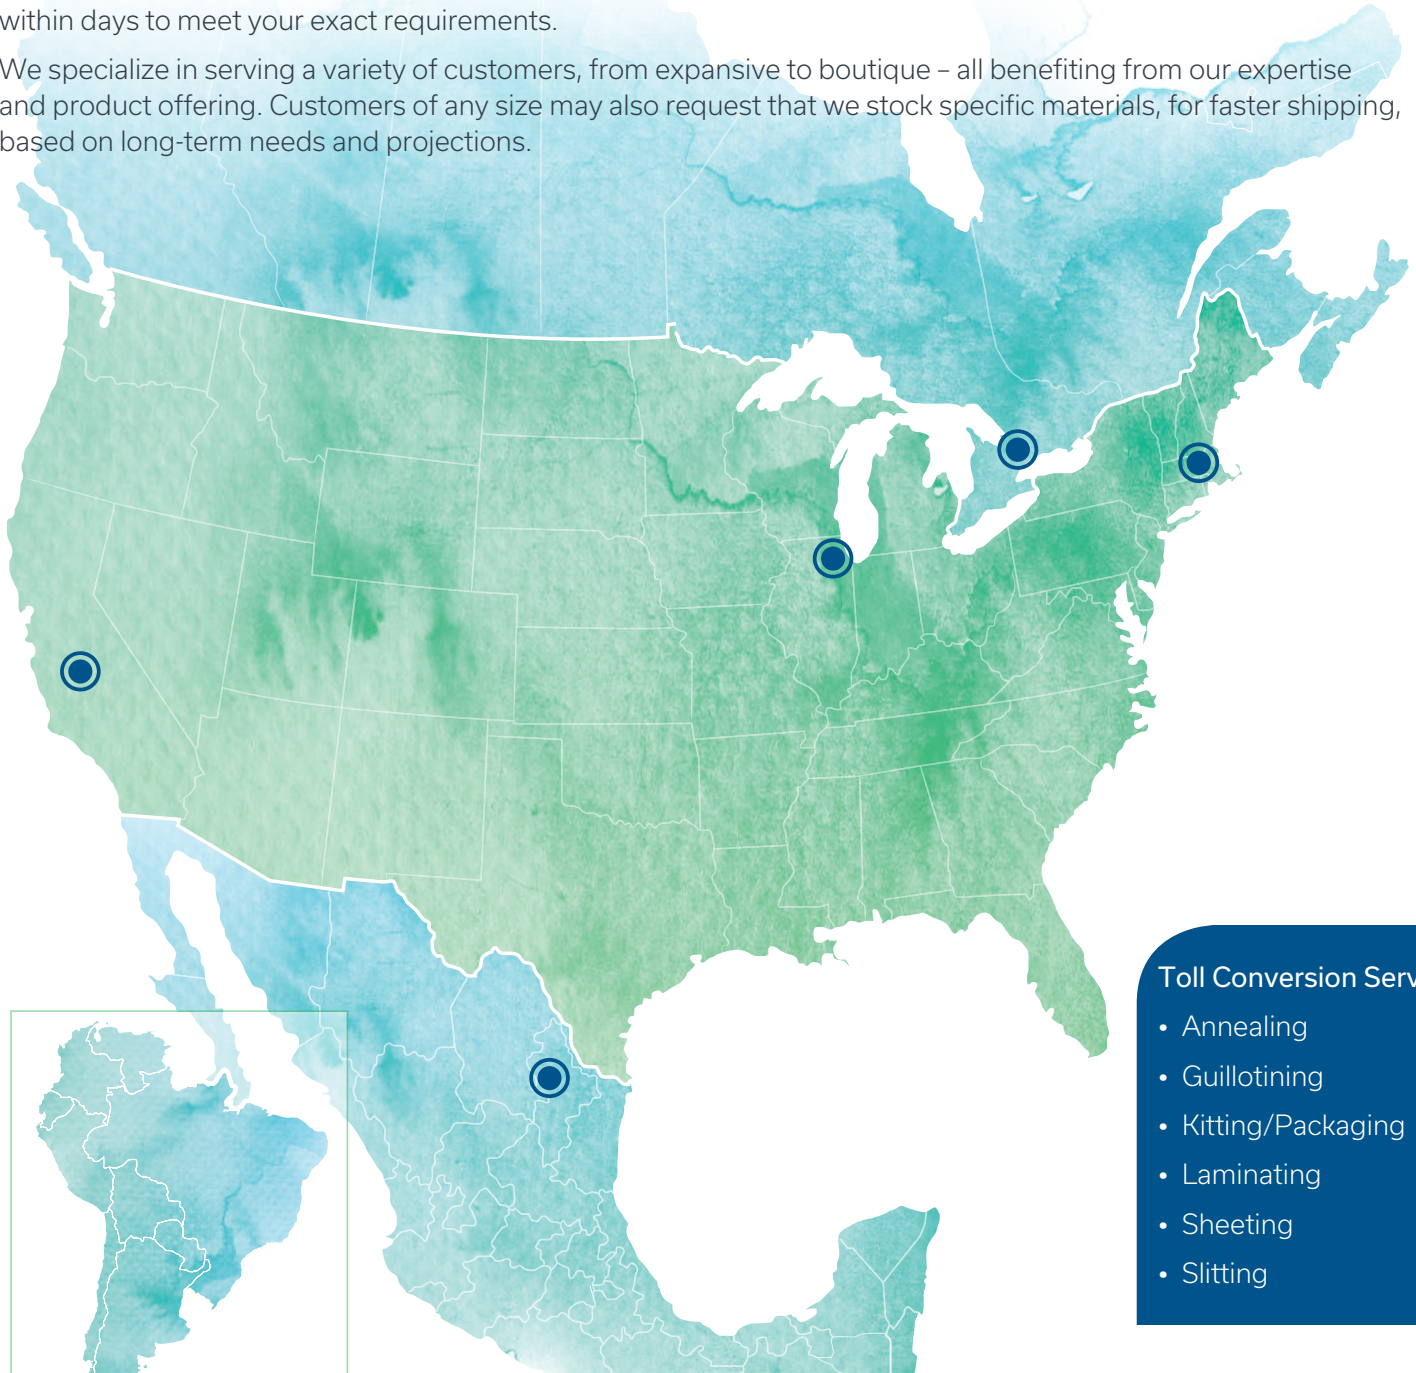 within days to meet your exact requirements.
We specialize in serving a variety of customers, from expansive to boutique – all benefiting from our expertise
and product offering. Customers of any size may also request that we stock specific materials, for faster shipping,
based on long-term needs and projections.
Toll Conversion Serv
• Annealing
• Guillotining
• Kitting/Packaging
• Laminating
• Sheeting
• Slitting